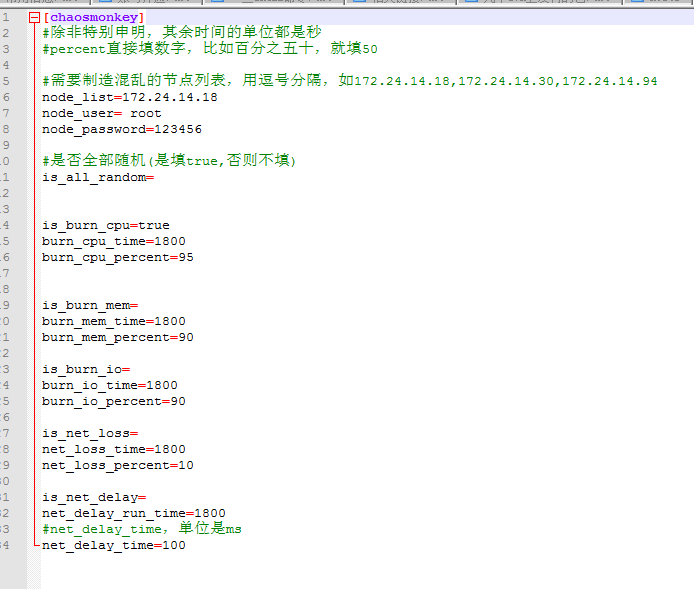 [chaosmonkey]
#除非特别申明，其余时间的单位都是秒
#percent直接填数字，比如百分之五十，就填50
#需要制造混乱的节点列表，用逗号分隔，如172.24.14.18,172.24.14.30,172.24.14.94
node_list=172.24.14.18
node_user= root
node_password=123456
#是否全部随机(是填true,否则不填)
is_all_random=
is_burn_cpu=true
burn_cpu_time=1800
burn_cpu_percent=95
is_burn_mem=
burn_mem_time=1800
burn_mem_percent=90
is_burn_io=
burn_io_time=1800
burn_io_percent=90
is_net_loss=
net_loss_time=1800
net_loss_percent=10
is_net_delay=
net_delay_run_time=1800
#net_delay_time，单位是ms
net_delay_time=100